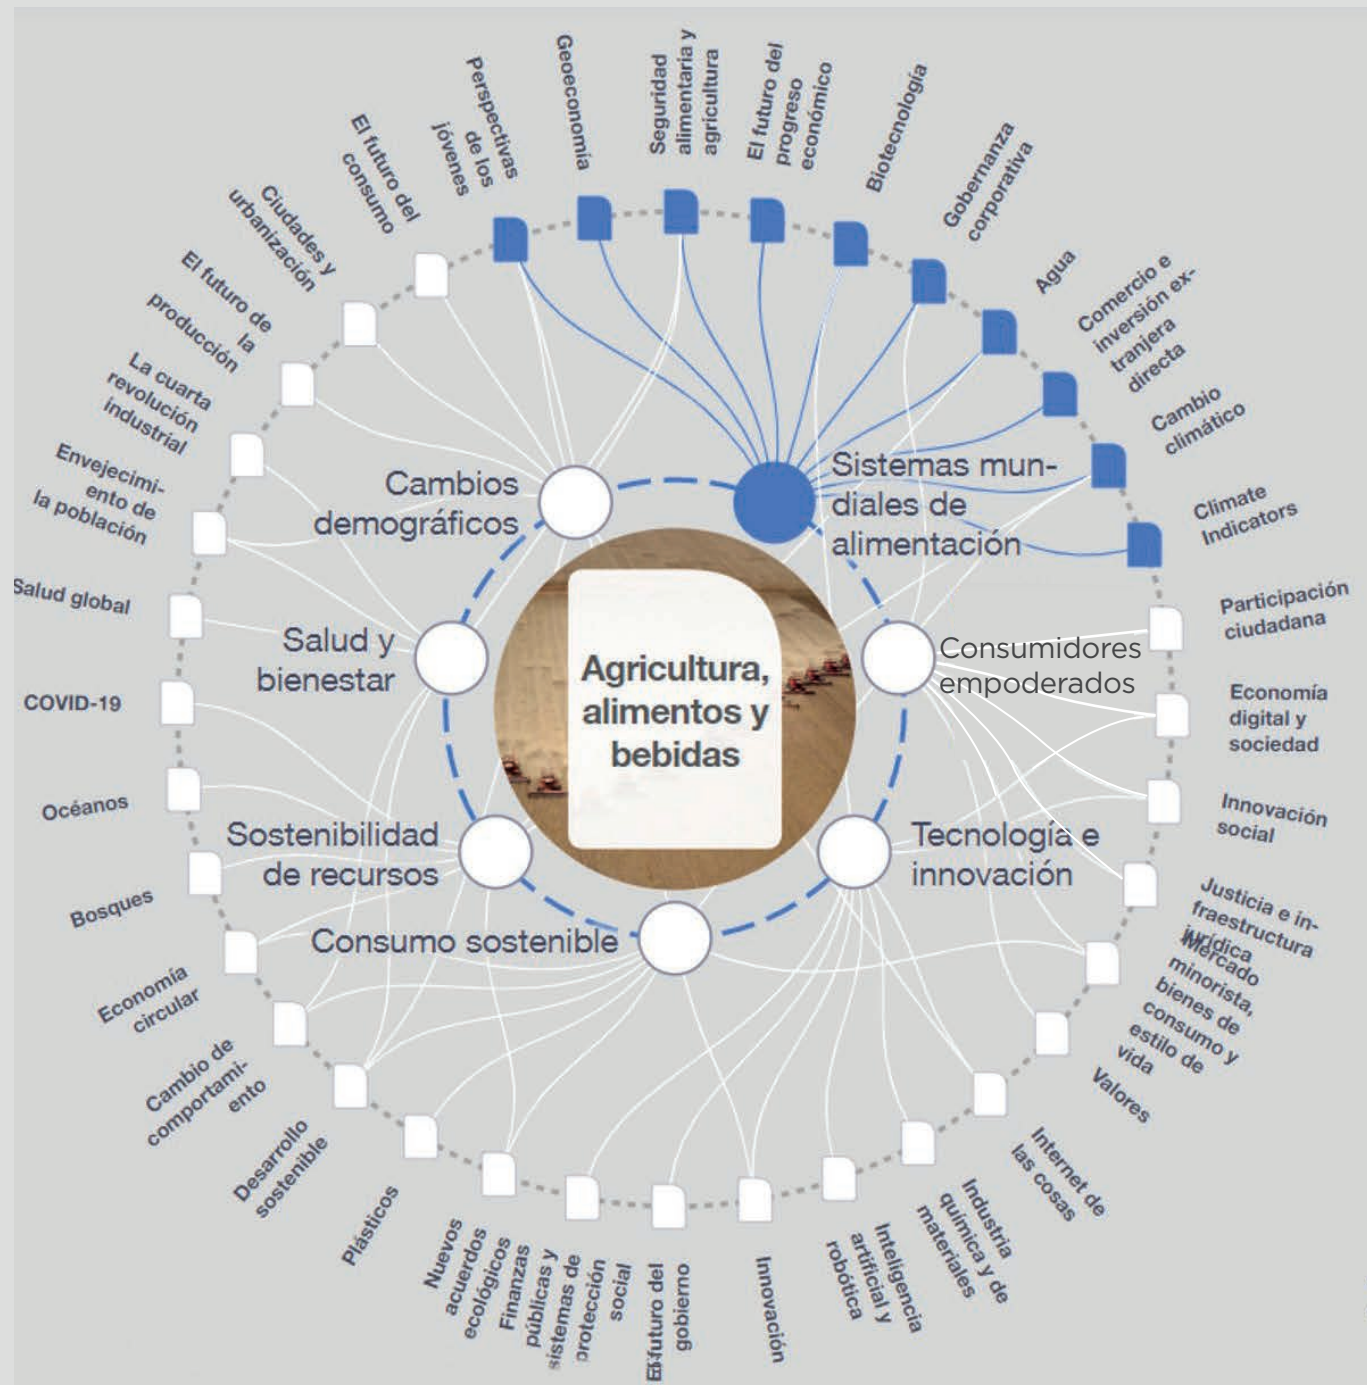 Agricultura,
alimentos y
bebidas
Sistemas mun-
diales de
alimentación
Consumidores
empoderados
Tecnología e
innovación
Consumo sostenible
Sostenibilidad
de recursos
Salud y
bienestar
Cambios
demográficos
Perspectivas
de los
jóvenes
Geoeconomía
Seguridad
alimentaria y
agricultura
El futuro del
progreso
económico
Biotecnología
Gobernanza
corporativa
Agua
Comercio e
inversión ex-
tranjera
directa
Cambio
climático
Climate
Indicators
Participación
ciudadana
Economía
digital y
sociedad
Innovación
social
Justicia e in-
fraestructura
jurídica
Mercado
minorista,
bienes de
consumo y
estilo de
vida
Valores
Internet de
las cosas
Industria
química y de
materiales
Inteligencia
artificial y
robótica
Innovación
El futuro del
gobierno
Finanzas
públicas y
sistemas de
protección
social
Nuevos
acuerdos
ecológicos
Plásticos
Desarrollo
sostenible
Cambio de
comportami-
ento
Economía
circular
Bosques
Océanos
COVID-19
Salud global
Envejecimi-
ento de
la población
La cuarta
revolución
industrial
El futuro de
la
producción
Ciudades y
urbanización
El futuro del
consumo